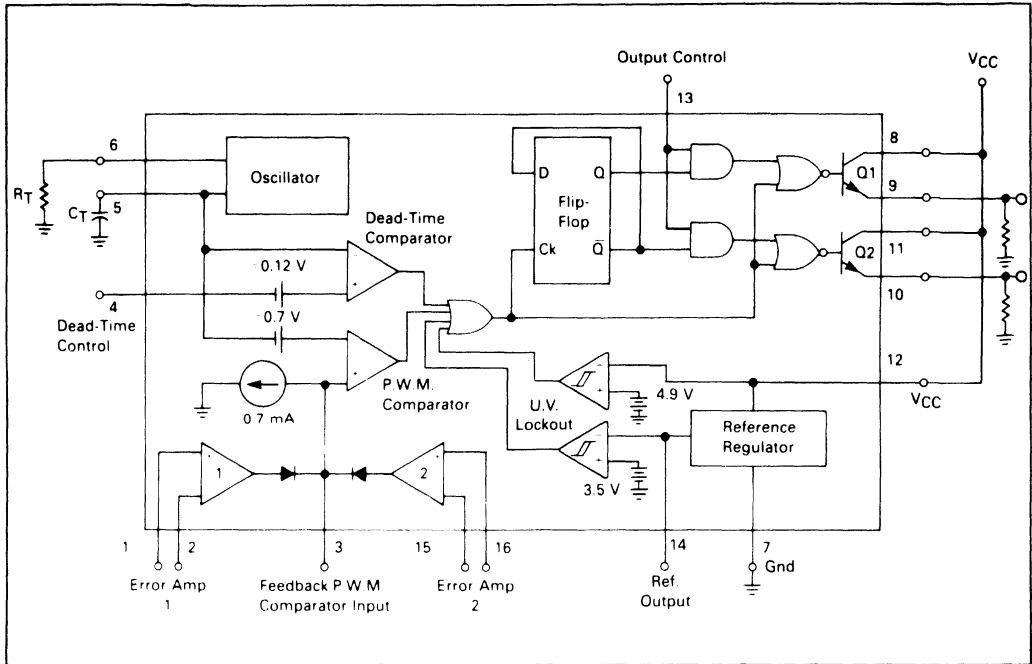 Output Control
VCC
13
6
8
RT
5
CT
Oscillator
D
Q
Flip-
Flop
Ck
Q̅
Q1
9
Dead-Time
Comparator
11
Q2
0.12 V
4
Dead-Time
Control
0.7 V
10
12
VCC
P.W.M.
Comparator
0.7 mA
U.V.
Lockout
4.9 V
Reference
Regulator
3.5 V
1
2
1
2
3
15
16
14
7
Gnd
Error Amp
1
Feedback P.W.M
Comparator Input
Error Amp
2
Ref.
Output